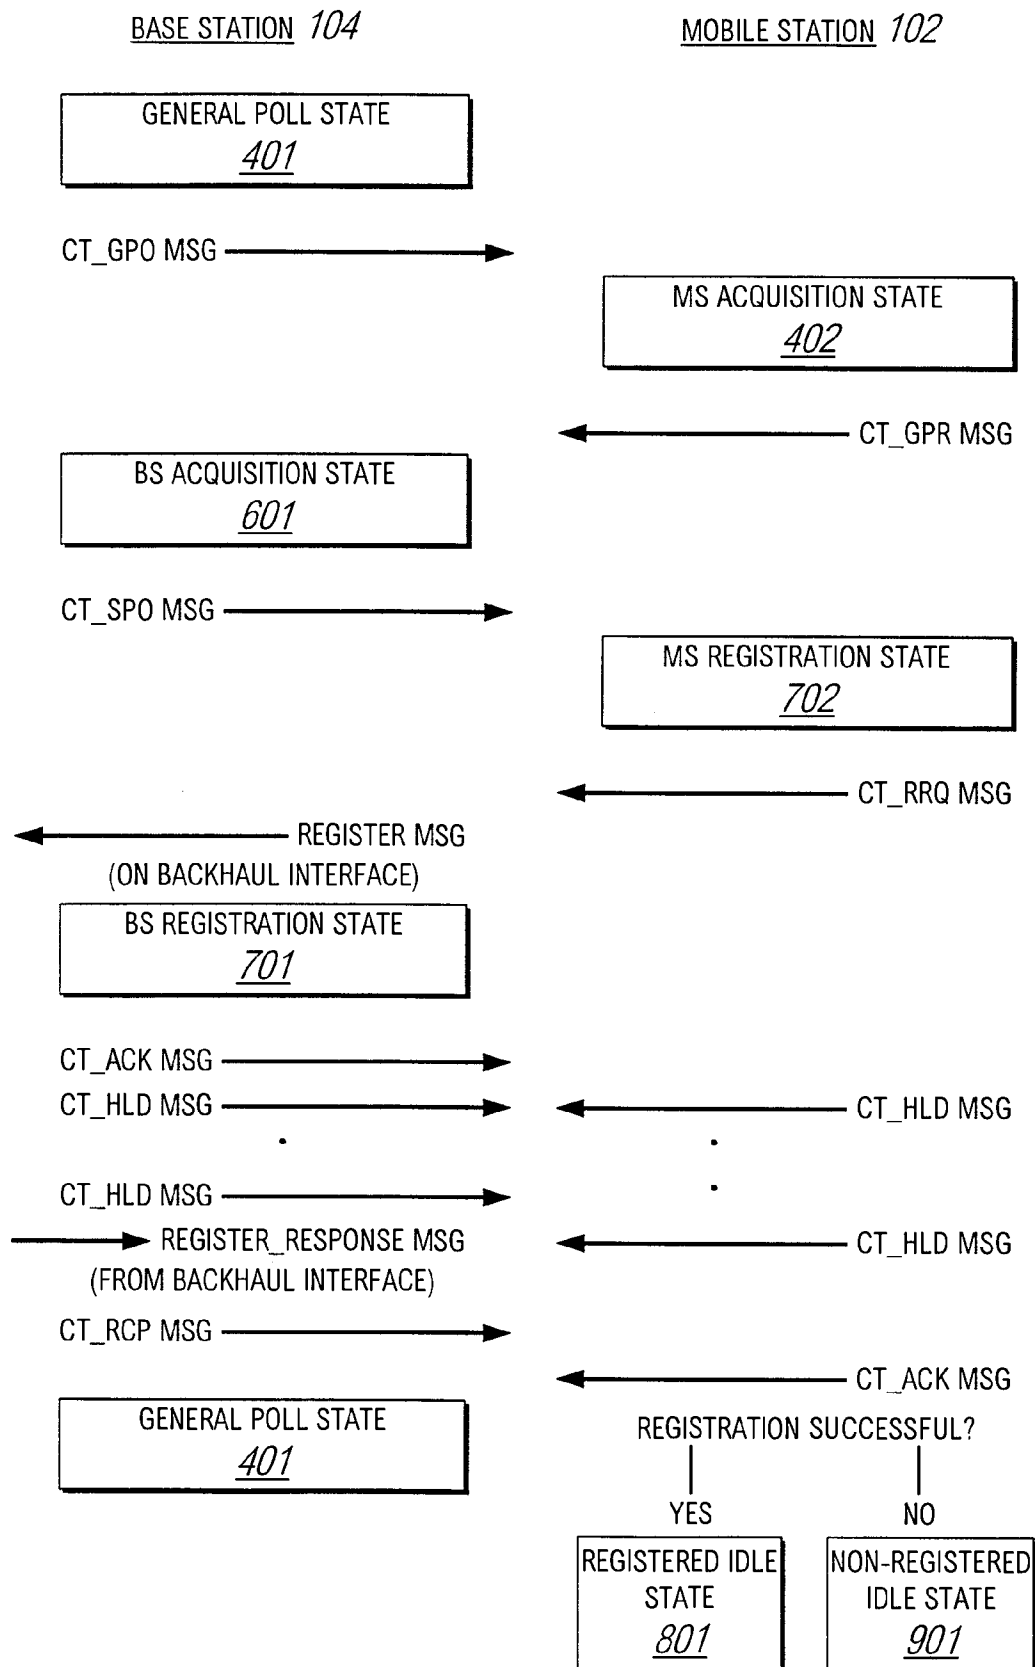 BASE STATION 104
MOBILE STATION 102
GENERAL POLL STATE
401
CT_GPO MSG
MS ACQUISITION STATE
402
CT_GPR MSG
BS ACQUISITION STATE
601
CT_SPO MSG
MS REGISTRATION STATE
702
CT_RRQ MSG
REGISTER MSG
(ON BACKHAUL INTERFACE)
BS REGISTRATION STATE
701
CT_ACK MSG
CT_HLD MSG
CT_HLD MSG
CT_HLD MSG
REGISTER_RESPONSE MSG
CT_HLD MSG
(FROM BACKHAUL INTERFACE)
CT_RCP MSG
CT_ACK MSG
GENERAL POLL STATE
401
REGISTRATION SUCCESSFUL?
YES
NO
REGISTERED IDLE
STATE
801
NON-REGISTERED
IDLE STATE
901